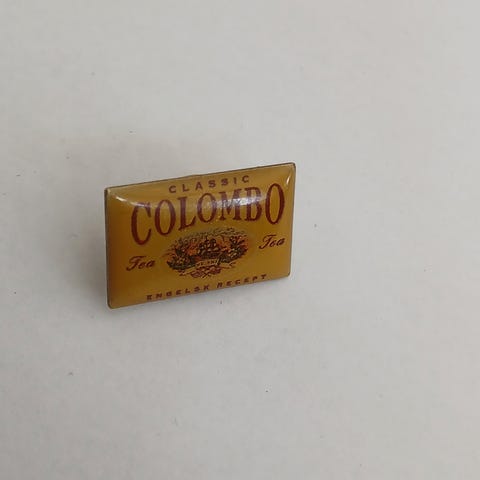 CLASSIC
COLOMBO
Tea Tea
ENGELSK RECEPT